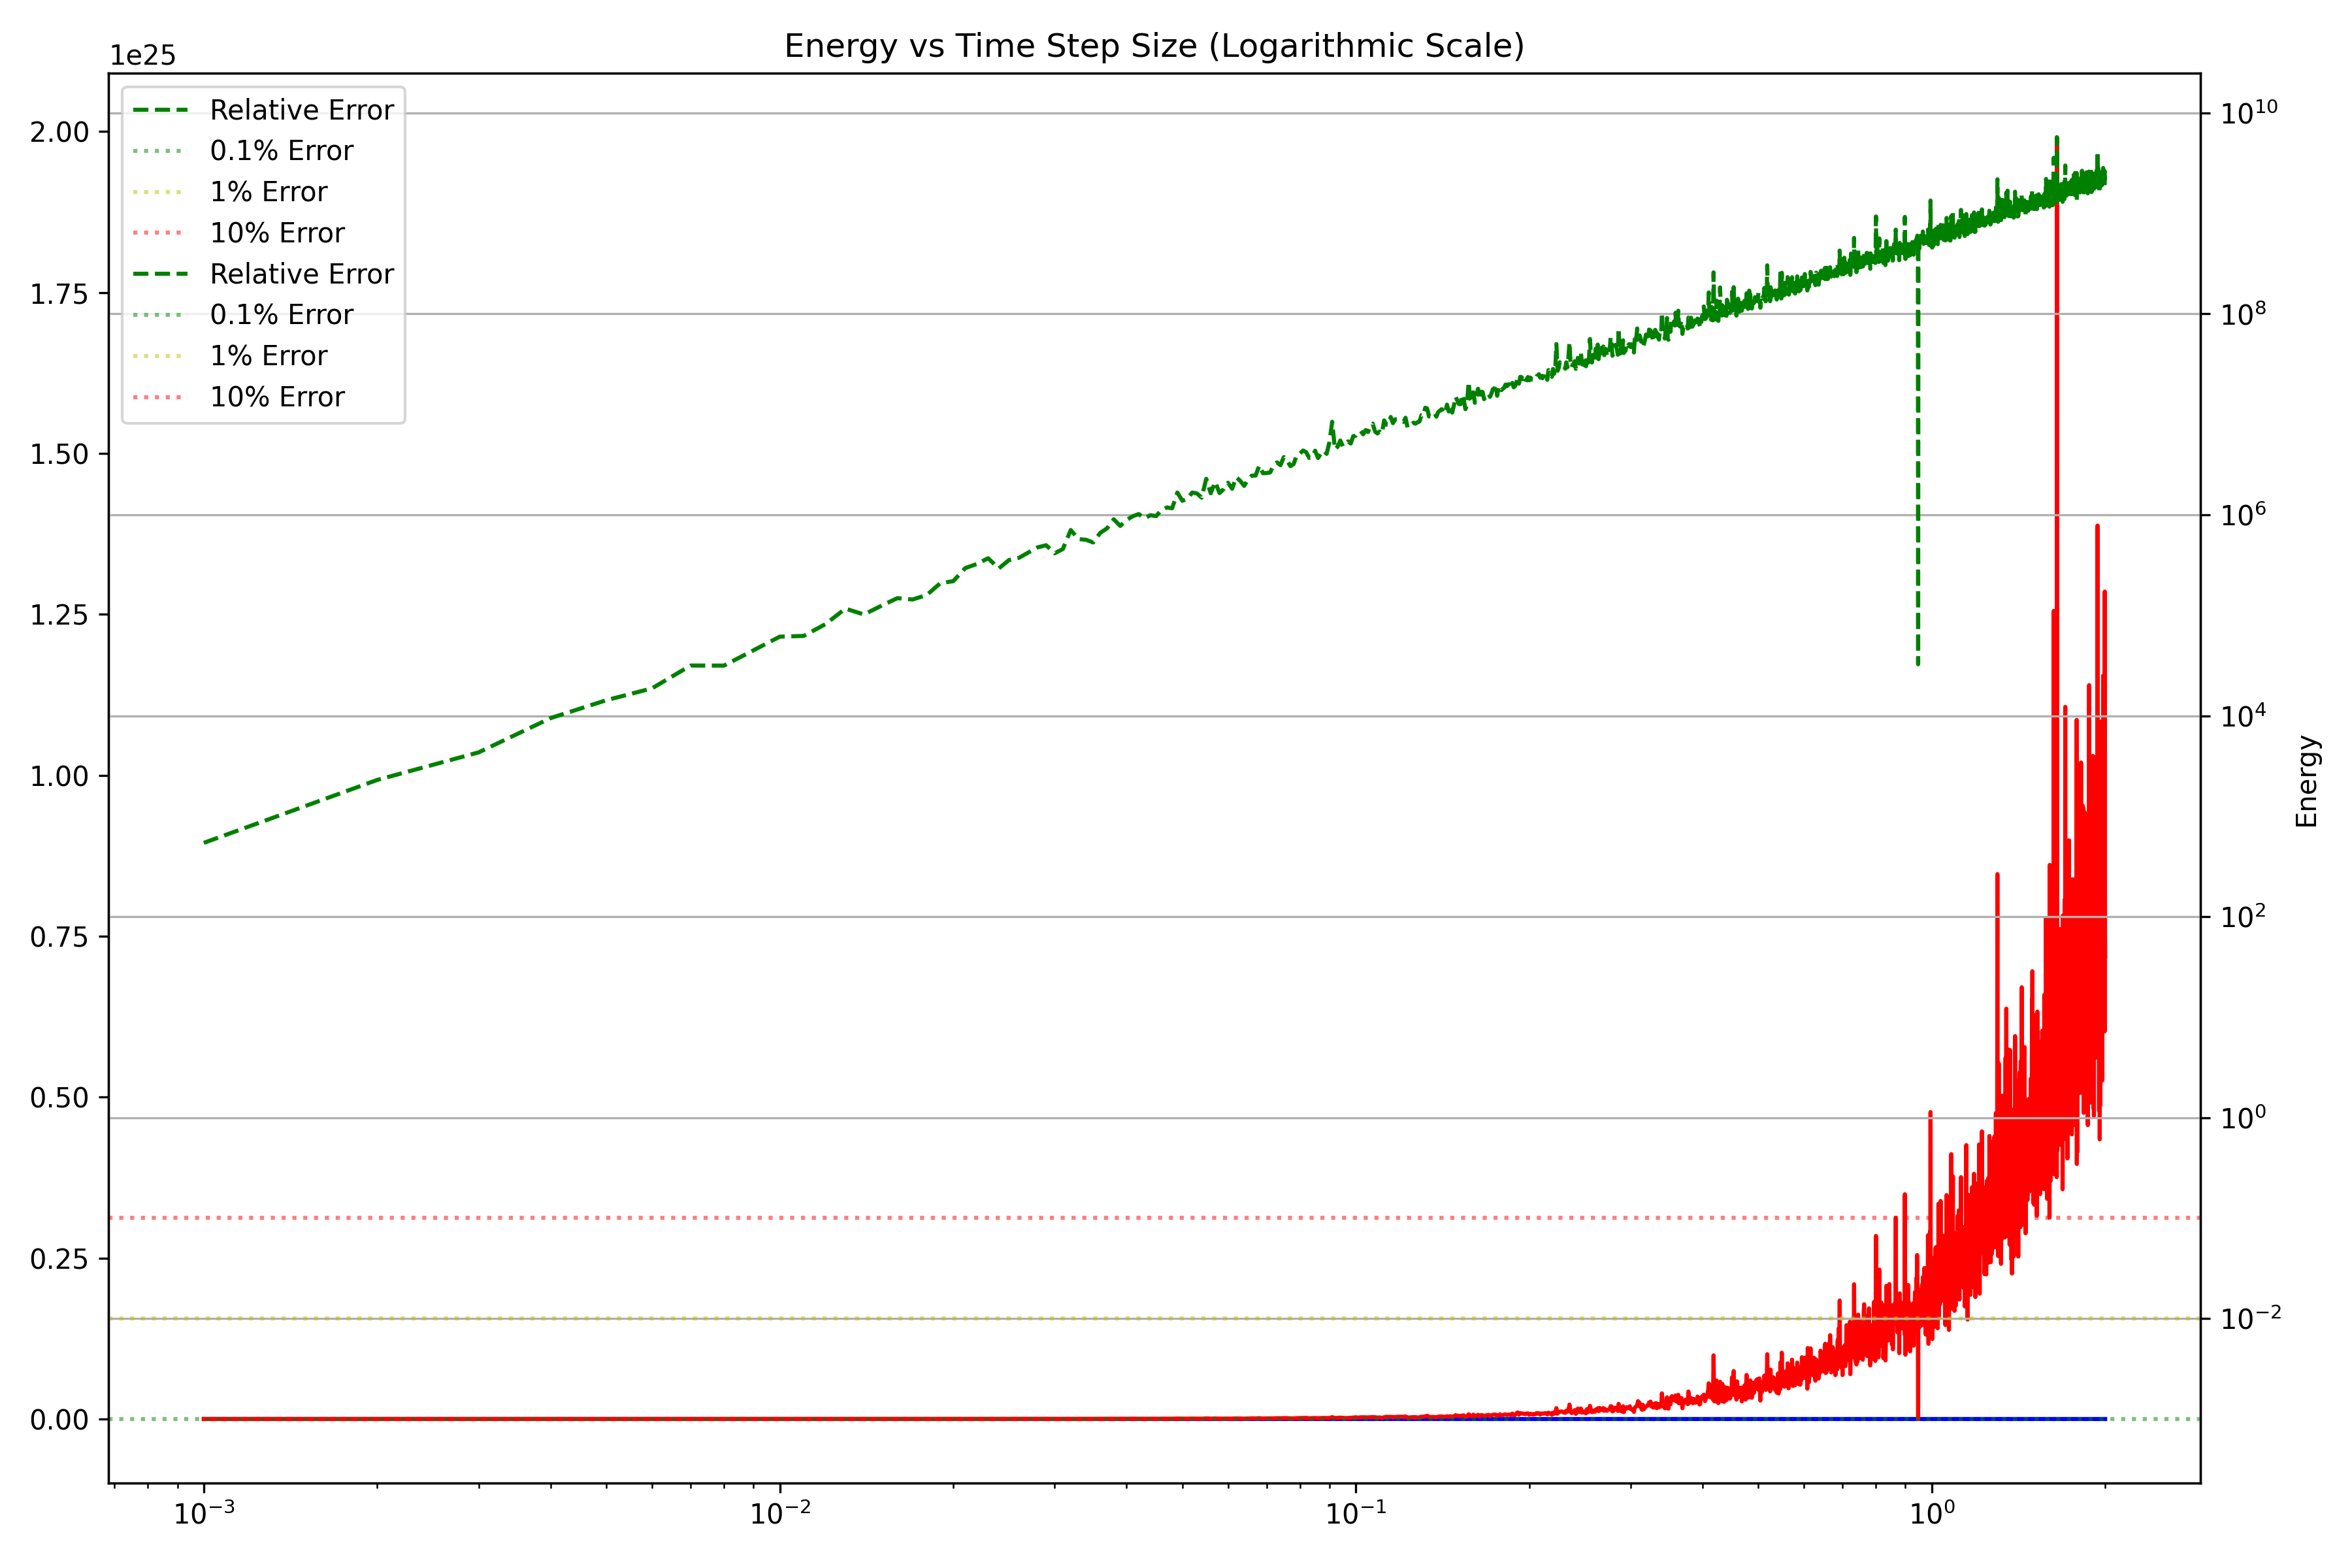 Energy vs Time Step Size (Logarithmic Scale)
1e25
Relative Error
0.1% Error
1% Error
10% Error
Relative Error
0.1% Error
1% Error
10% Error
2.00
1.75
1.50
1.25
1.00
0.75
0.50
0.25
0.00
10⁻³
10⁻²
10⁻¹
10⁰
10¹⁰
10⁸
10⁶
10⁴
10²
10⁰
10⁻²
Energy